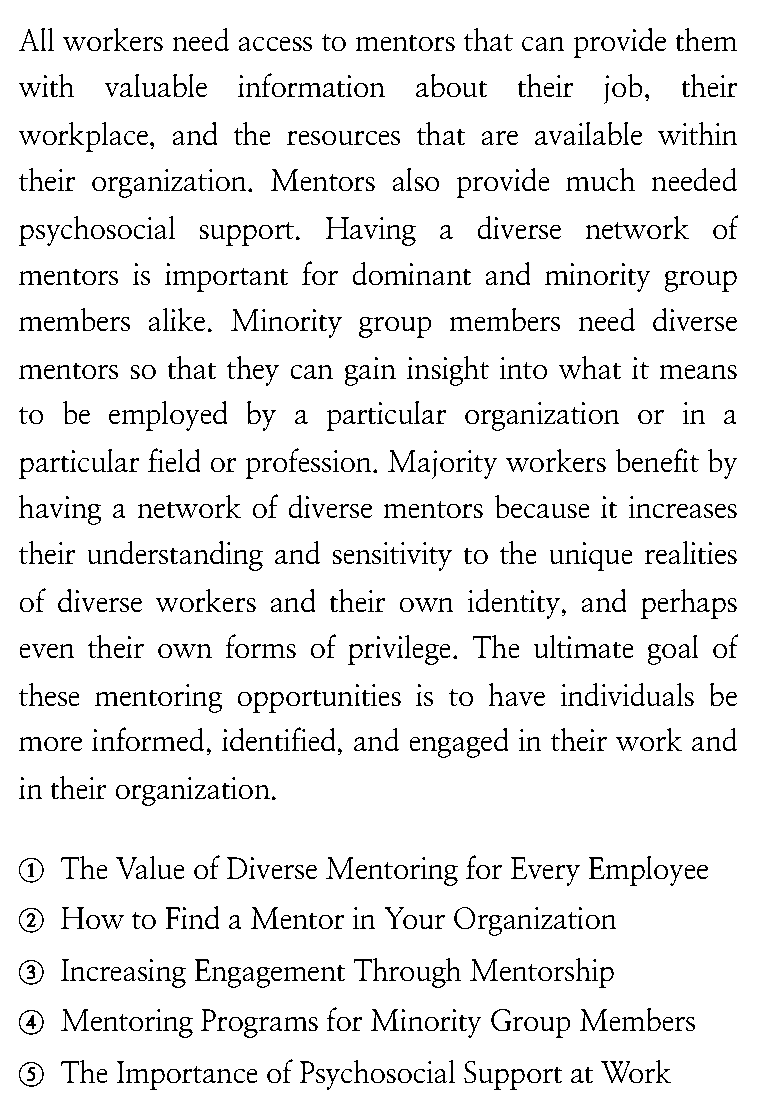 All workers need access to mentors that can provide them
with valuable information about their job, their
workplace, and the resources that are available within
their organization. Mentors also provide much needed
psychosocial support. Having a diverse network of
mentors is important for dominant and minority group
members alike. Minority group members need diverse
mentors so that they can gain insight into what it means
to be employed by a particular organization or in a
particular field or profession. Majority workers benefit by
having a network of diverse mentors because it increases
their understanding and sensitivity to the unique realities
of diverse workers and their own identity, and perhaps
even their own forms of privilege. The ultimate goal of
these mentoring opportunities is to have individuals be
more informed, identified, and engaged in their work and
in their organization.
① The Value of Diverse Mentoring for Every Employee
② How to Find a Mentor in Your Organization
③ Increasing Engagement Through Mentorship
④ Mentoring Programs for Minority Group Members
⑤ The Importance of Psychosocial Support at Work